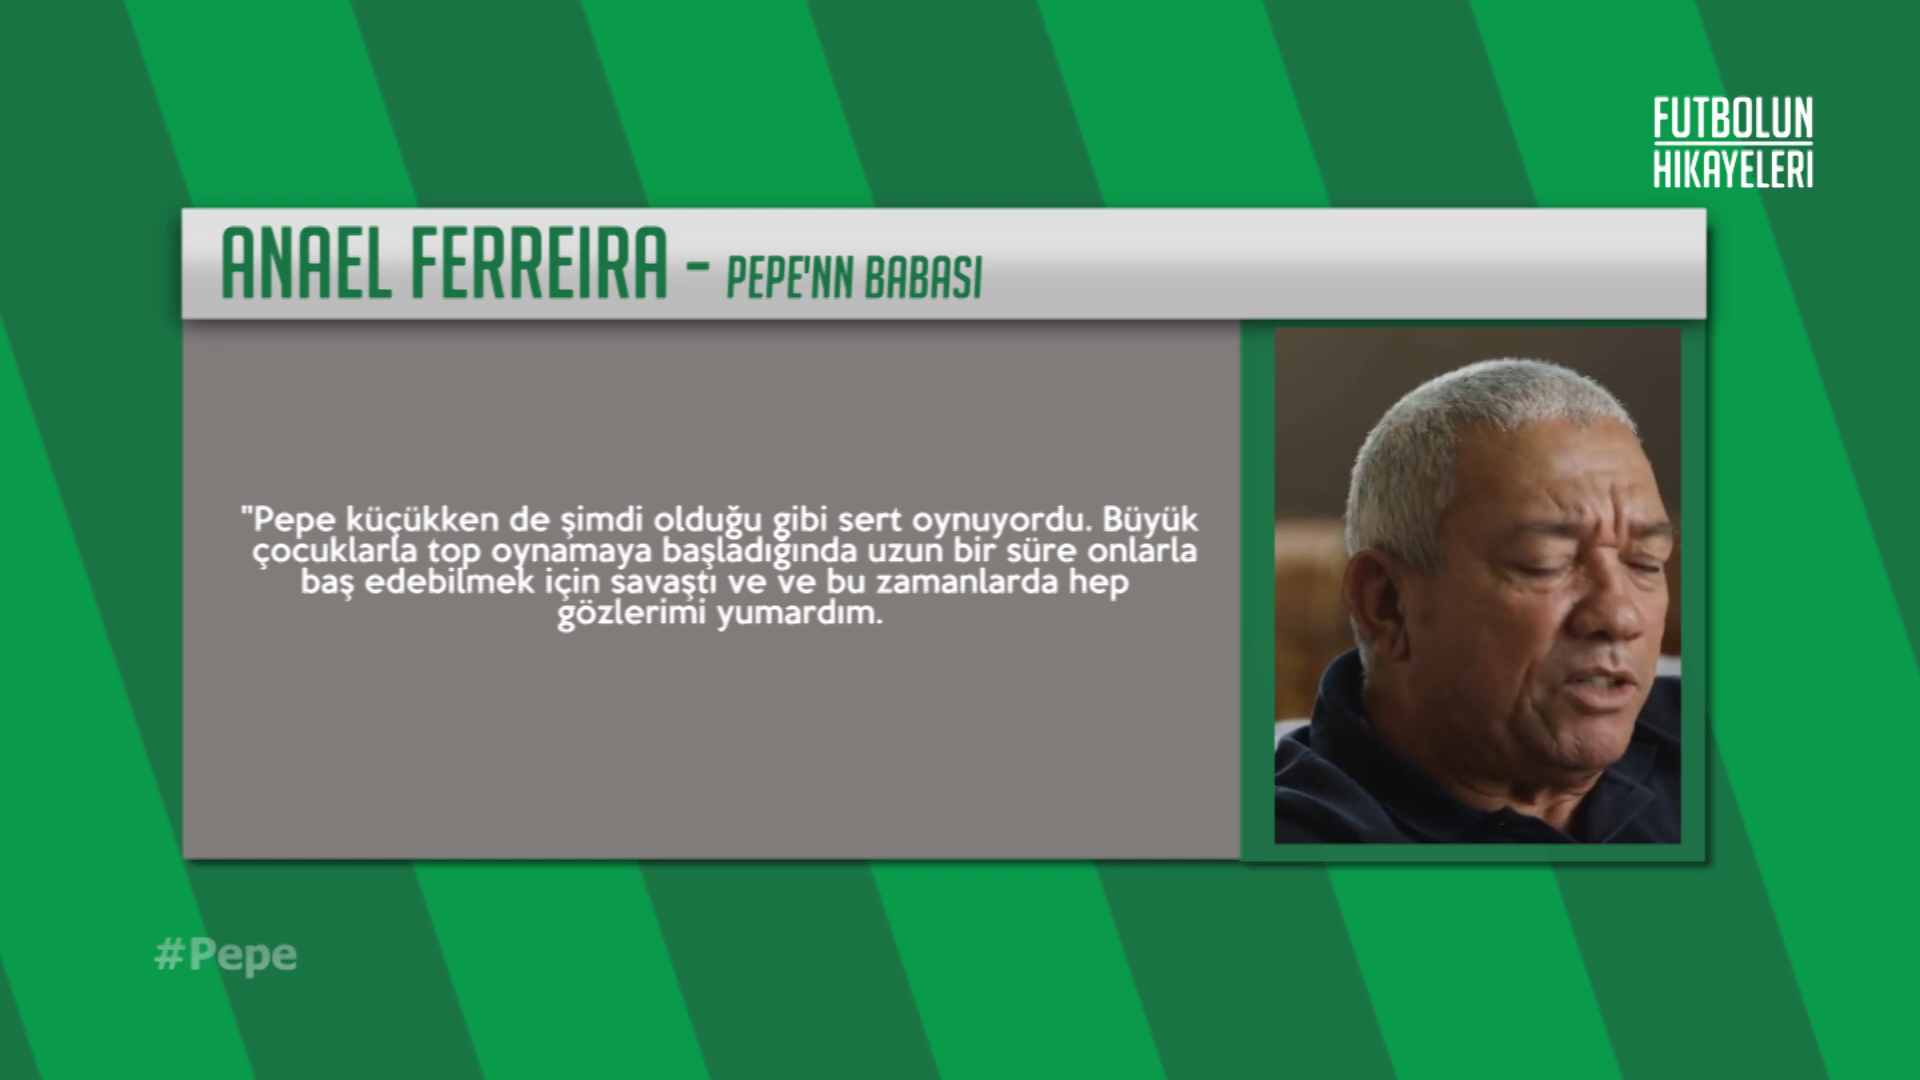 FUTBOLUN
HIKAYELERI
ANAEL FERREIRA - PEPE'NN BABASI
"Pepe küçükken de şimdi olduğu gibi sert oynuyordu. Büyük
çocuklarla top oynamaya başladığında uzun bir süre onlarla
baş edebilmek için savaştı ve ve bu zamanlarda hep
gözlerimi yumardım.
#Pepe